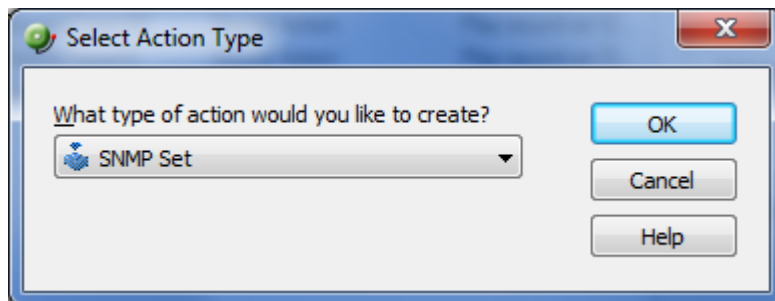 Select Action Type
What type of action would you like to create?
SNMP Set
OK
Cancel
Help